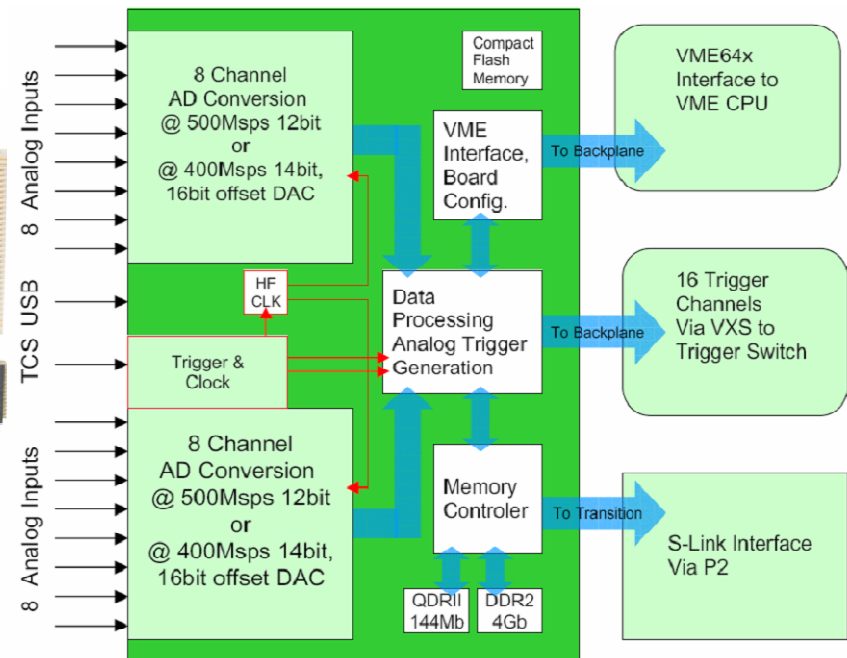 8 Analog Inputs
TCS USB
8 Analog Inputs
8 Channel
AD Conversion
@ 500Msps 12bit
or
@ 400Msps 14bit,
16bit offset DAC
HF
CLK
Trigger &
Clock
8 Channel
AD Conversion
@ 500Msps 12bit
or
@ 400Msps 14bit,
16bit offset DAC
Compact
Flash
Memory
VME
Interface,
Board
Config.
Data
Processing
Analog Trigger
Generation
Memory
Controler
QDRII
144Mb
DDR2
4Gb
To Backplane
To Backplane
To Transition
VME64x
Interface to
VME CPU
16 Trigger
Channels
Via VXS to
Trigger Switch
S-Link Interface
Via P2